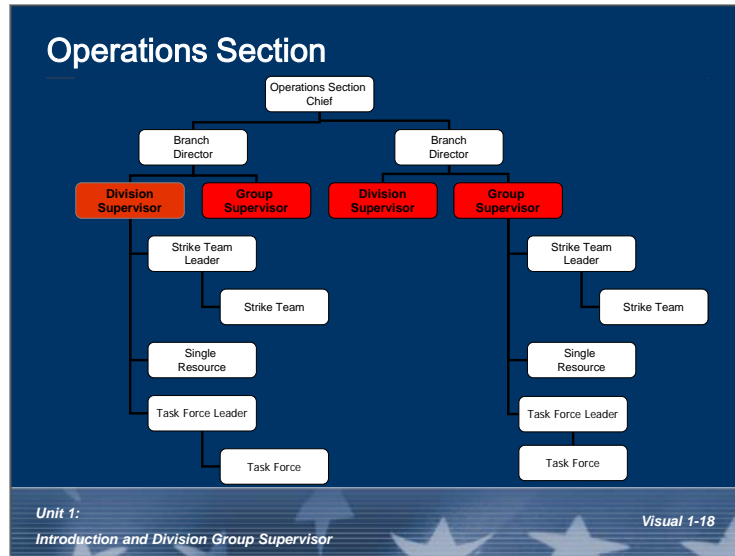 Operations Section
Operations Section
Chief
Branch
Director
Branch
Director
Division
Supervisor
Group
Supervisor
Division
Supervisor
Group
Supervisor
Strike Team
Leader
Strike Team
Single
Resource
Task Force Leader
Task Force
Strike Team
Leader
Strike Team
Single
Resource
Task Force Leader
Task Force
Unit 1:
Introduction and Division Group Supervisor
Visual 1-18